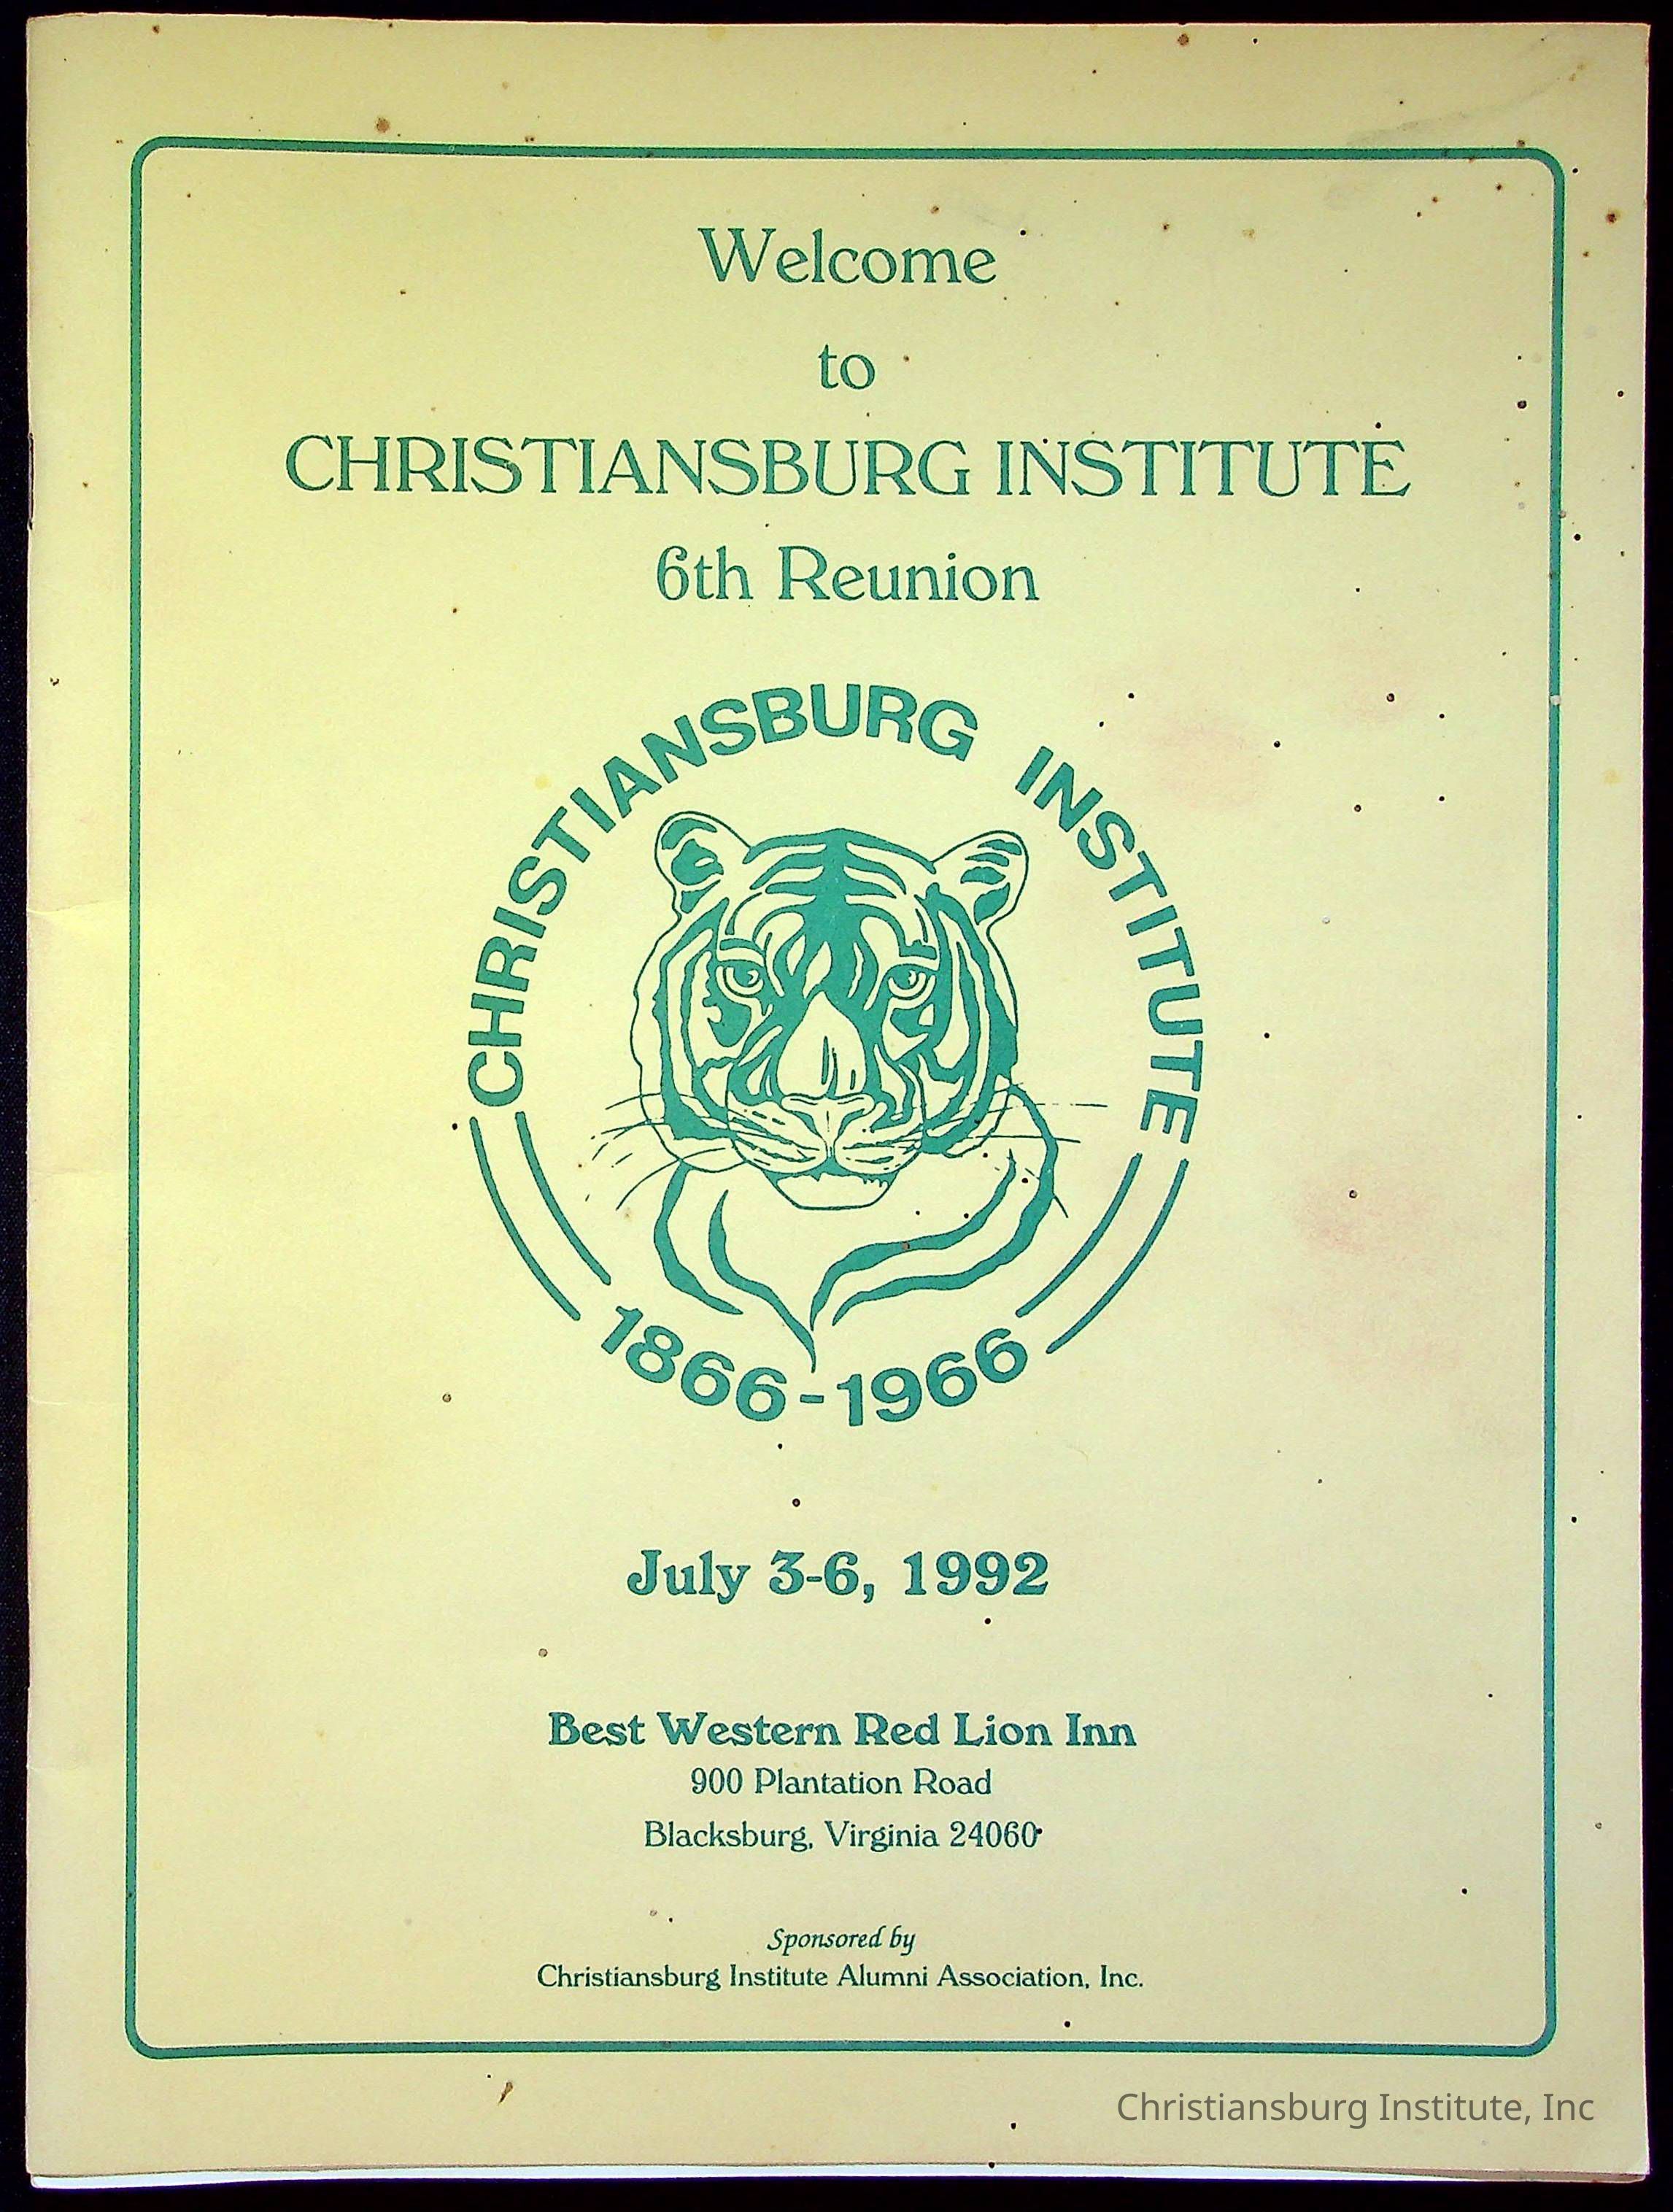 Welcome
to
CHRISTIANSBURG INSTITUTE
6th Reunion
CHRISTIANSBURG INSTITUTE
1866-1966
July 3-6, 1992
Best Western Red Lion Inn
900 Plantation Road
Blacksburg, Virginia 24060
Sponsored by
Christiansburg Institute Alumni Association, Inc.
Christiansburg Institute, Inc